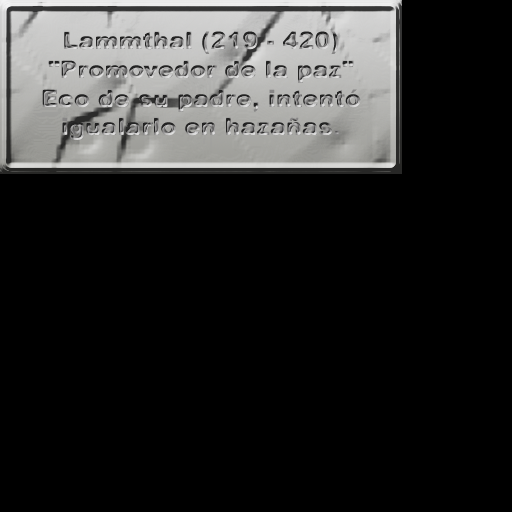 Lammthal (219 - 420)
"Promovedor de la paz"
Eco de su padre, intentó
igualarlo en hazañas.